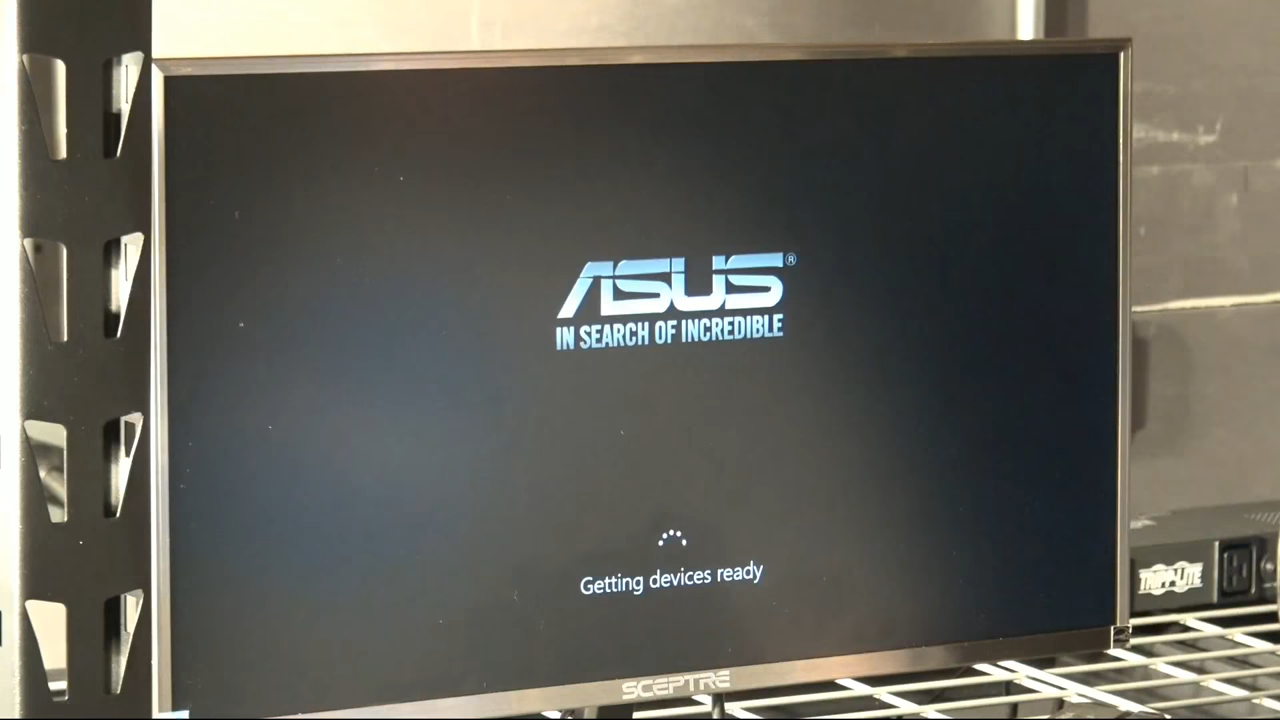 ASUS®
IN SEARCH OF INCREDIBLE
Getting devices ready
SCEPTRE
TRIPP·LITE